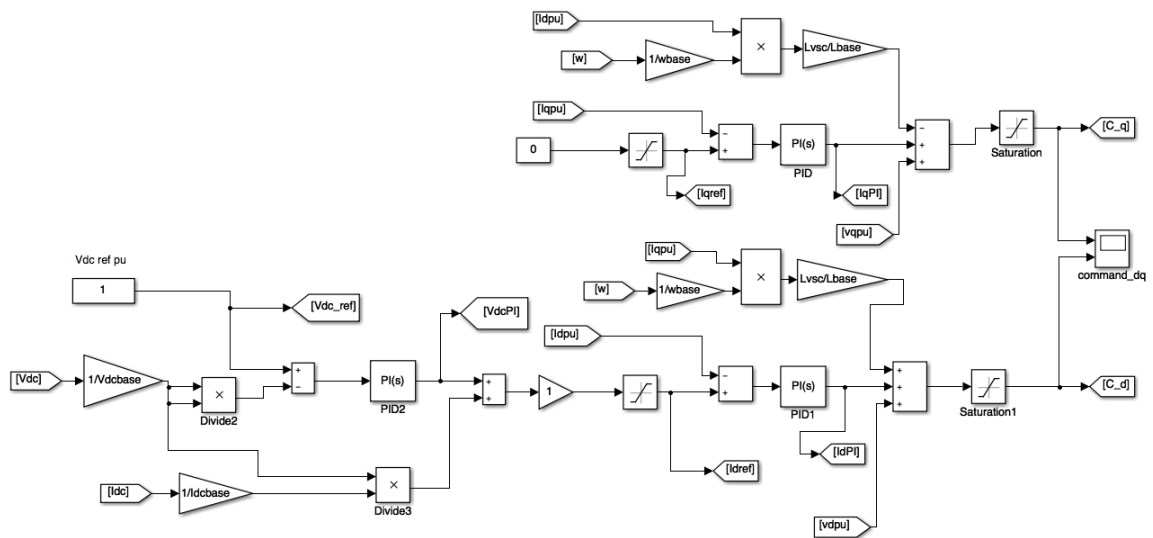 [Idpu]
×
Lvsc/Lbase
[w]
1/wbase
[Iqpu]
−
+
0
PI(s)
PID
−
+
+
Saturation
[C_q]
[Iqref]
[IqPI]
[vqpu]
[Iqpu]
×
Lvsc/Lbase
[w]
1/wbase
command_dq
Vdc ref pu
1
[Vdc_ref]
[VdcPI]
[Idpu]
[Vdc]
1/Vdcbase
×
Divide2
+
−
PI(s)
PID2
+
+
1
−
+
PI(s)
PID1
+
+
+
Saturation1
[C_d]
[IdPI]
[Idref]
[Idc]
1/Idcbase
×
Divide3
[vdpu]